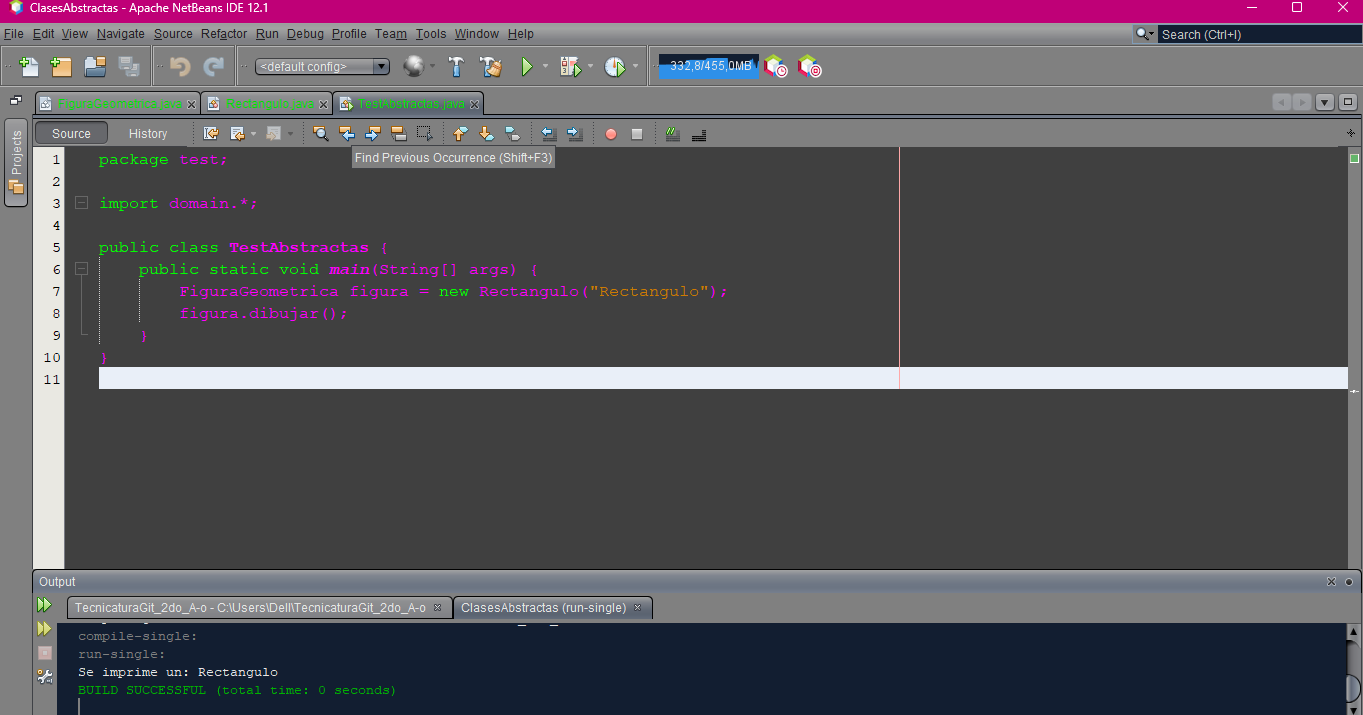 ClasesAbstractas - Apache NetBeans IDE 12.1
File Edit View Navigate Source Refactor Run Debug Profile Team Tools Window Help
Search (Ctrl+I)
<default config>
332,8/455,0MB
FiguraGeometrica.java
Rectangulo.java
TestAbstractas.java
Projects
Source
History
Find Previous Occurrence (Shift+F3)
1 package test;
2
3 import domain.*;
4
5 public class TestAbstractas {
6 public static void main(String[] args) {
7 FiguraGeometrica figura = new Rectangulo("Rectangulo");
8 figura.dibujar();
9 }
10 }
11
Output
TecnicaturaGit_2do_A-o - C:\Users\Dell\TecnicaturaGit_2do_A-o
ClasesAbstractas (run-single)
compile-single:
run-single:
Se imprime un: Rectangulo
BUILD SUCCESSFUL (total time: 0 seconds)